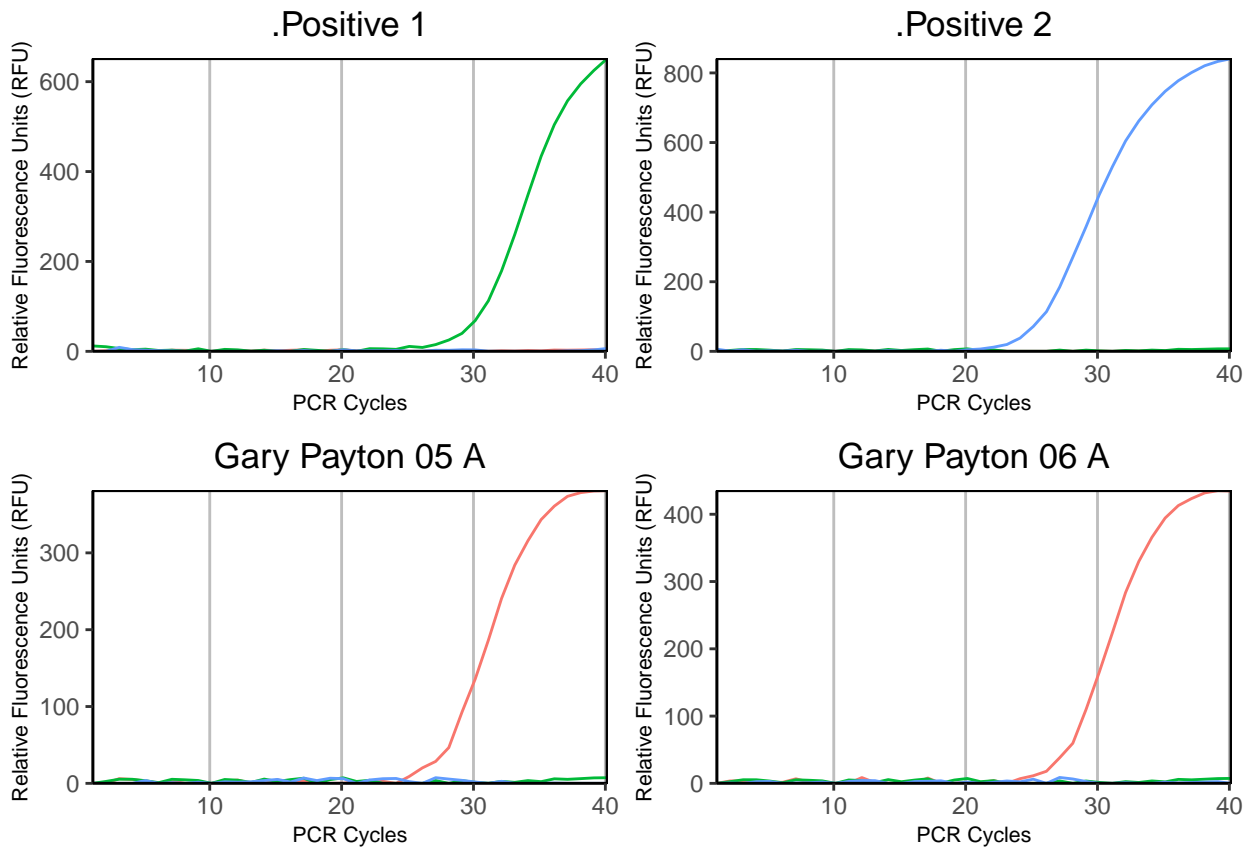 .Positive 1
Relative Fluorescence Units (RFU)
600
400
200
0
10 20 30 40
PCR Cycles
.Positive 2
Relative Fluorescence Units (RFU)
800
600
400
200
0
10 20 30 40
PCR Cycles
Gary Payton 05 A
Relative Fluorescence Units (RFU)
300
200
100
0
10 20 30 40
PCR Cycles
Gary Payton 06 A
Relative Fluorescence Units (RFU)
400
300
200
100
0
10 20 30 40
PCR Cycles